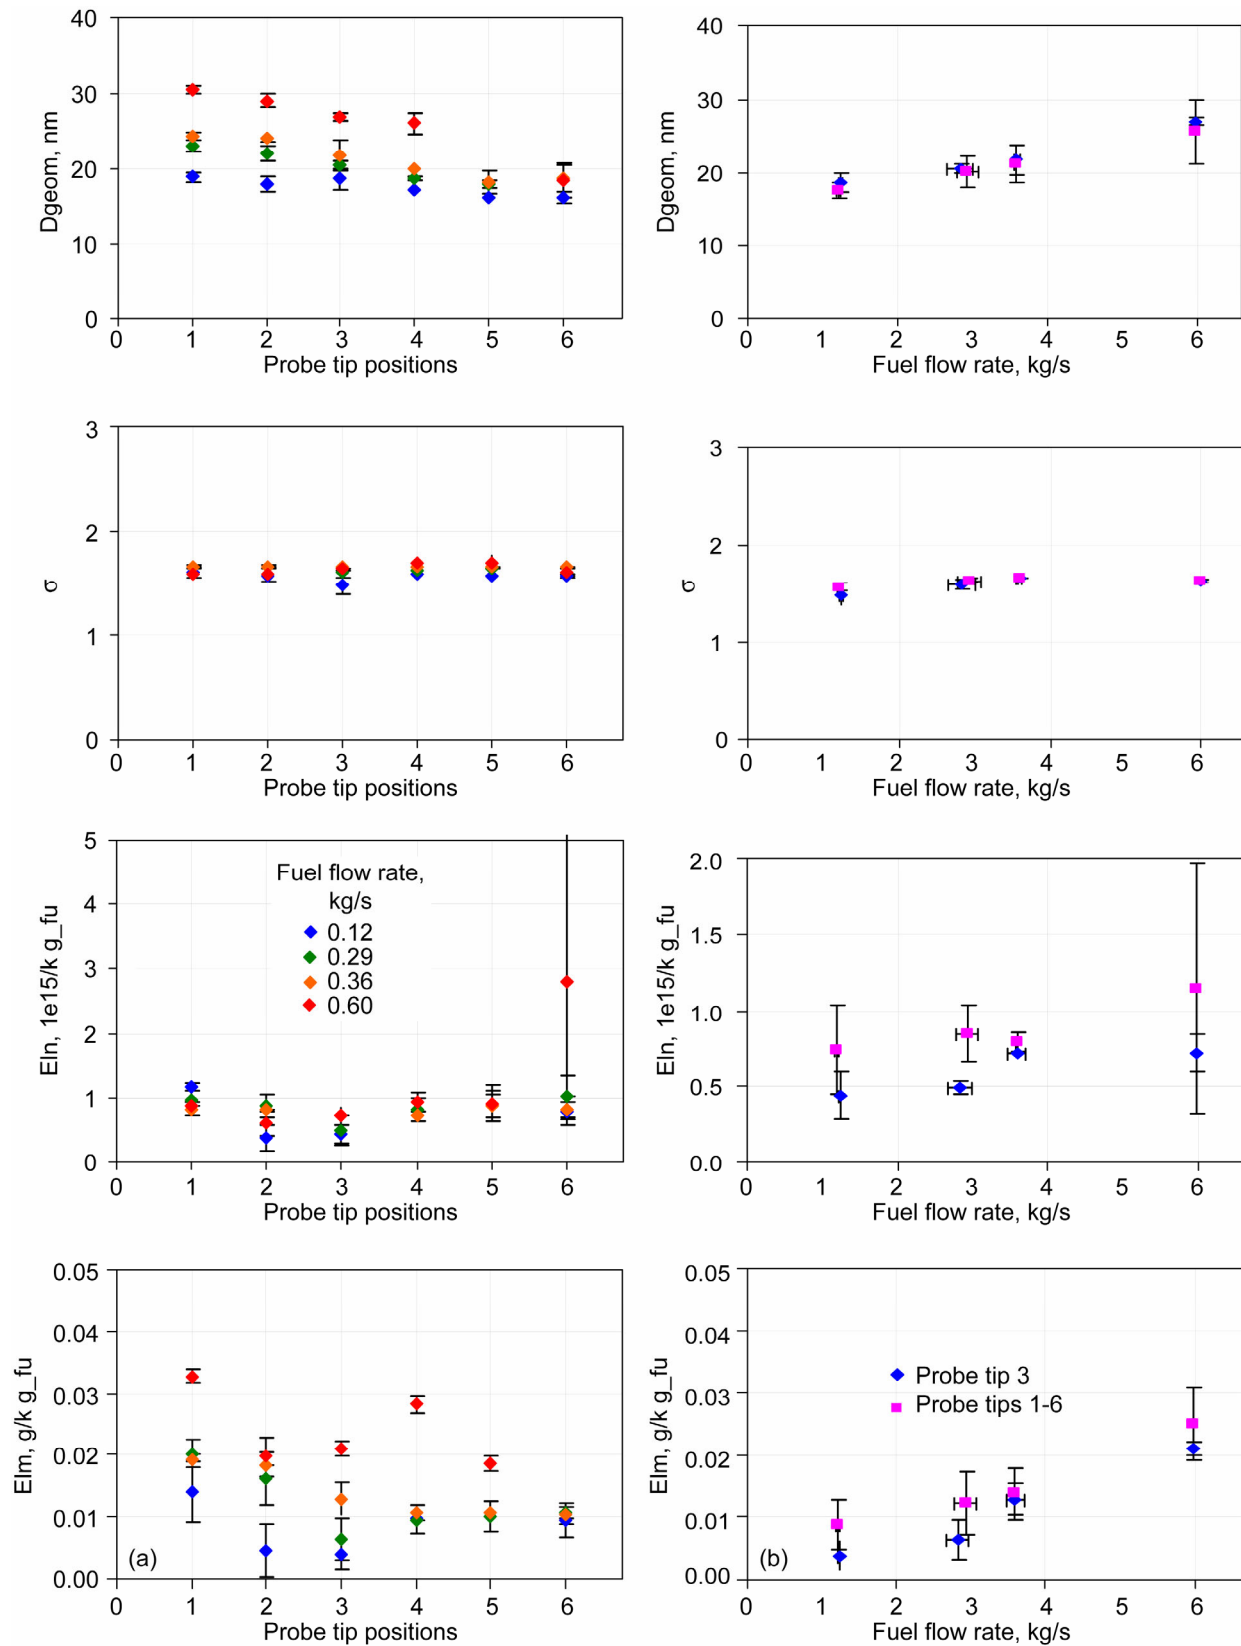 40
30
20
10
0
Dgeom, nm
0 1 2 3 4 5 6
Probe tip positions
40
30
20
10
0
Dgeom, nm
0 1 2 3 4 5 6
Fuel flow rate, kg/s
3
2
1
0
σ
0 1 2 3 4 5 6
Probe tip positions
3
2
1
0
σ
0 1 2 3 4 5 6
Fuel flow rate, kg/s
5
4
3
2
1
0
EIn, 1e15/k g_fu
Fuel flow rate,
kg/s
0.12
0.29
0.36
0.60
0 1 2 3 4 5 6
Probe tip positions
2.0
1.5
1.0
0.5
0.0
EIn, 1e15/k g_fu
0 1 2 3 4 5 6
Fuel flow rate, kg/s
0.05
0.04
0.03
0.02
0.01
0.00
EIm, g/k g_fu
(a)
0 1 2 3 4 5 6
Probe tip positions
0.05
0.04
0.03
0.02
0.01
0.00
EIm, g/k g_fu
Probe tip 3
Probe tips 1-6
(b)
0 1 2 3 4 5 6
Fuel flow rate, kg/s